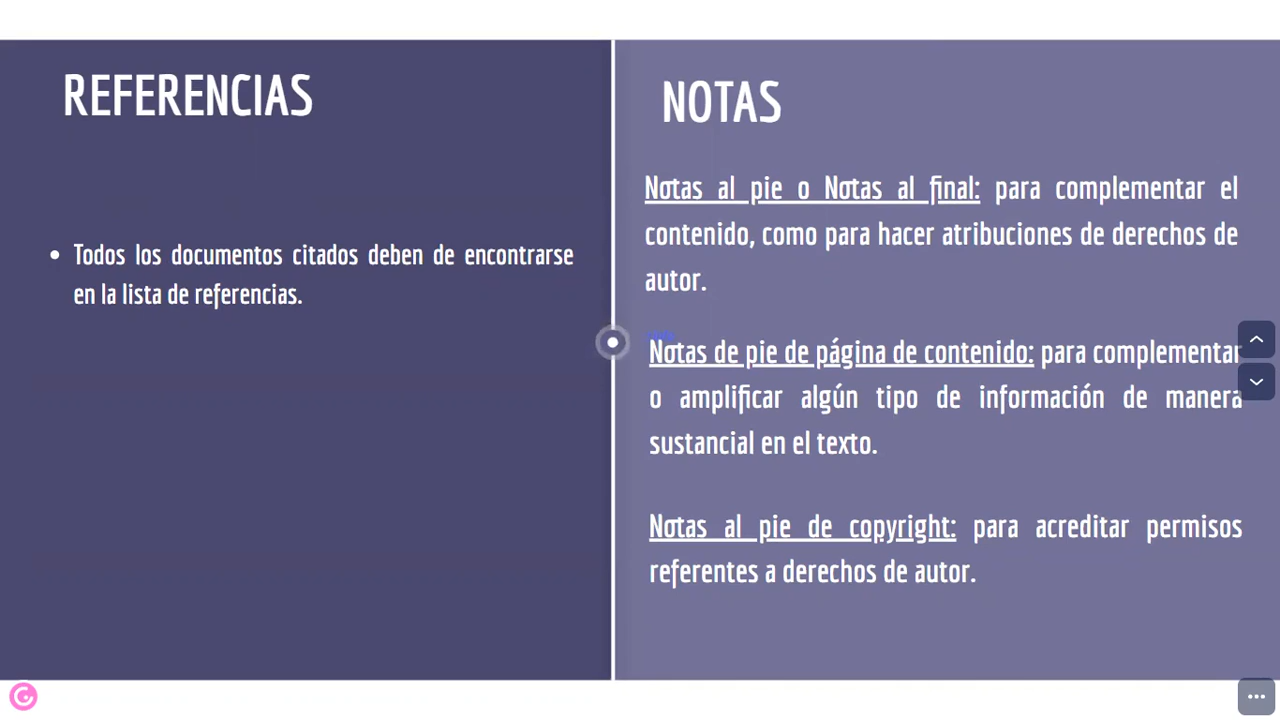 REFERENCIAS
Todos los documentos citados deben de encontrarse
en la lista de referencias.
NOTAS
Notas al pie o Notas al final: para complementar el
contenido, como para hacer atribuciones de derechos de
autor.
Notas de pie de página de contenido: para complementar
o amplificar algún tipo de información de manera
sustancial en el texto.
Notas al pie de copyright: para acreditar permisos
referentes a derechos de autor.